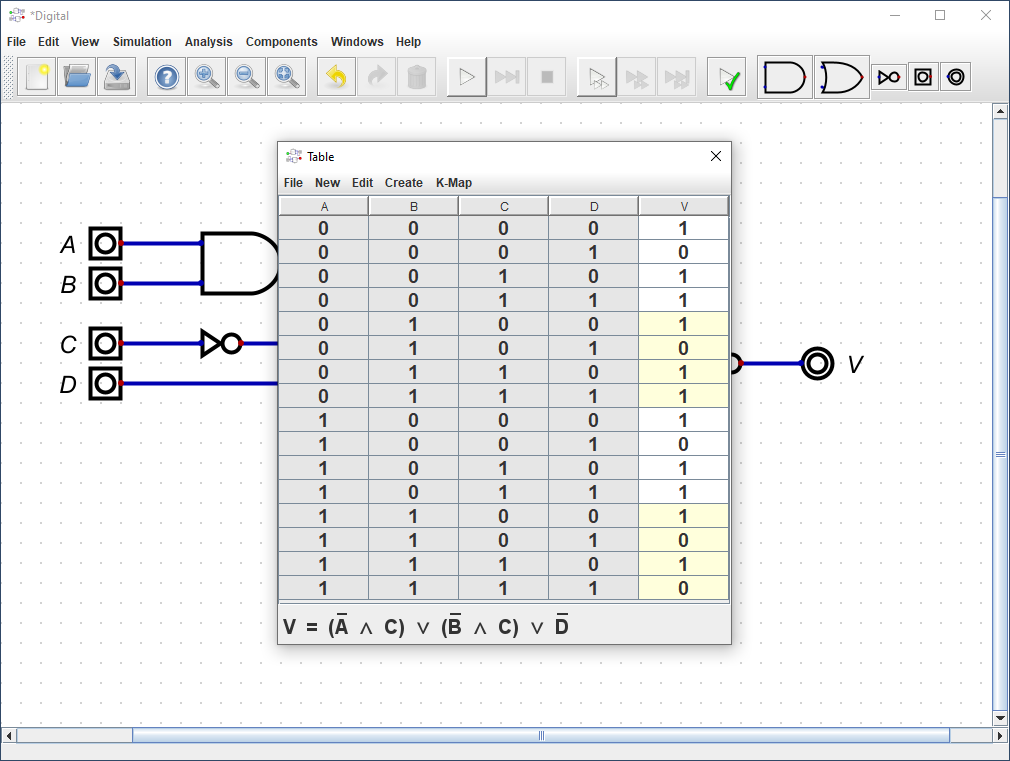 *Digital
File Edit View Simulation Analysis Components Windows Help
Table
File New Edit Create K-Map
A B C D V
0 0 0 0 1
0 0 0 1 0
0 0 1 0 1
0 0 1 1 1
0 1 0 0 1
0 1 0 1 0
0 1 1 0 1
0 1 1 1 1
1 0 0 0 1
1 0 0 1 0
1 0 1 0 1
1 0 1 1 1
1 1 0 0 1
1 1 0 1 0
1 1 1 0 1
1 1 1 1 0
V = (A̅ ∧ C) ∨ (B̅ ∧ C) ∨ D̅
A
B
C
D
V